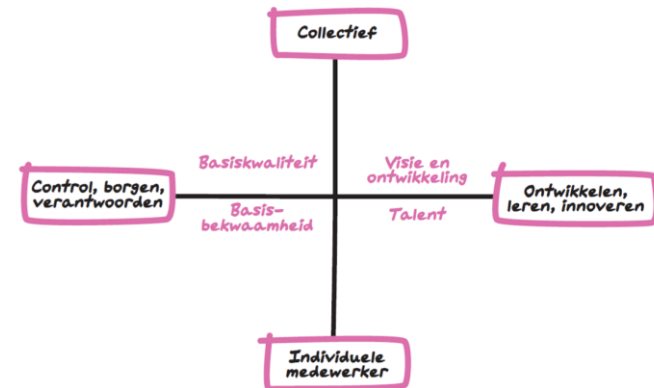 Collectief
Basiskwaliteit
Visie en
ontwikkeling
Control, borgen,
verantwoorden
Ontwikkelen,
leren, innoveren
Basis-
bekwaamheid
Talent
Individuele
medewerker